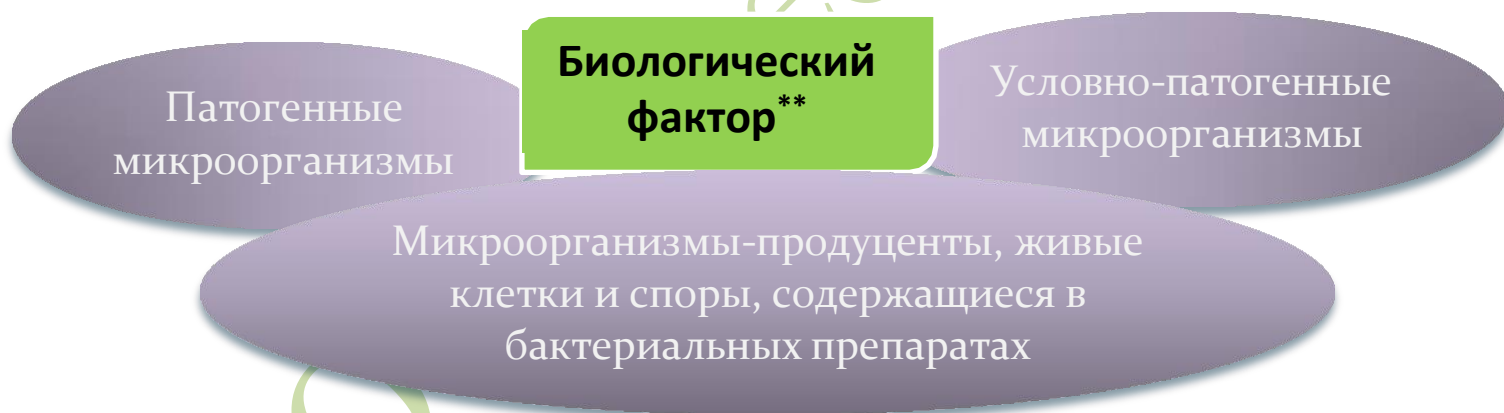 Биологический
фактор**
Патогенные
микроорганизмы
Условно-патогенные
микроорганизмы
Микроорганизмы-продуценты, живые
клетки и споры, содержащиеся в
бактериальных препаратах